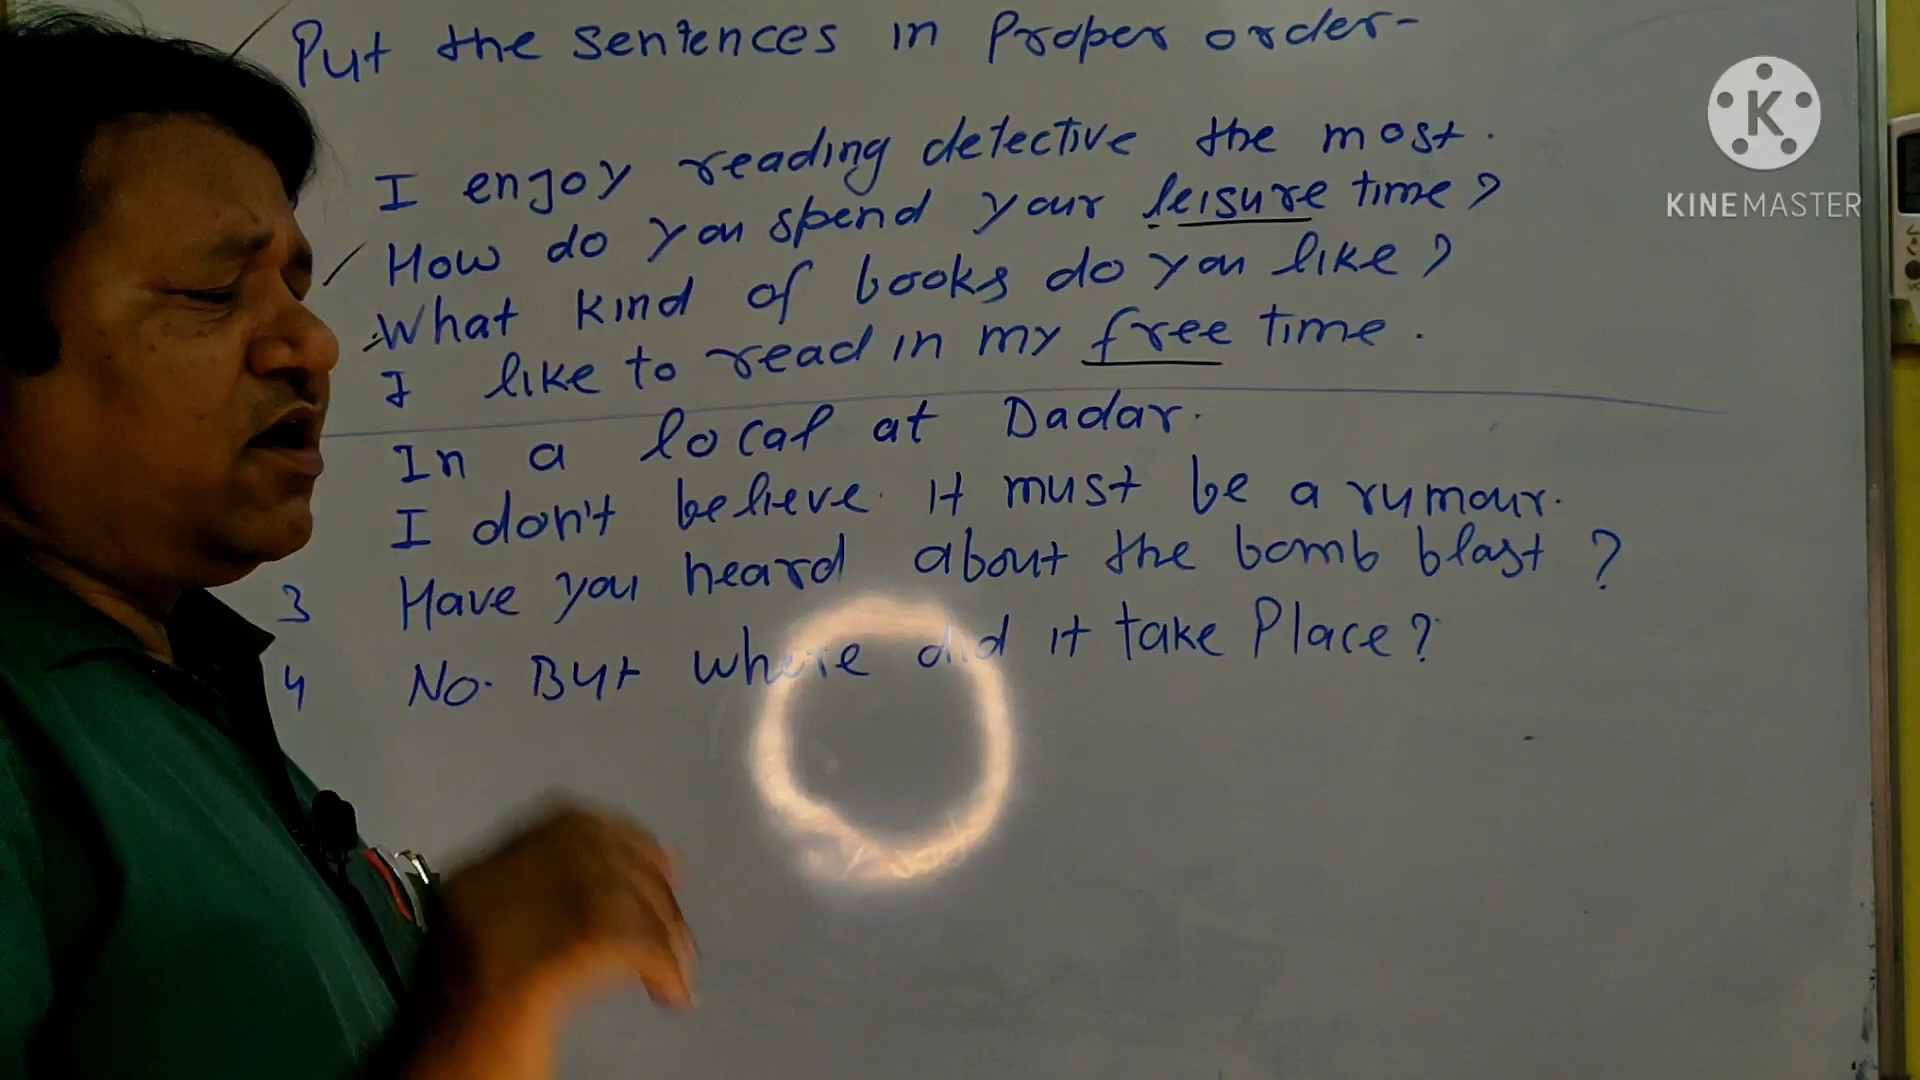 Put the sentences in Proper order-
I enjoy reading detective the most.
How do you spend your leisure time?
What kind of books do you like?
I like to read in my free time.
In a local at Dadar.
I don't believe. It must be a rumour.
3 Have you heard about the bomb blast?
4 No. But where did it take Place?
K
KINEMASTER